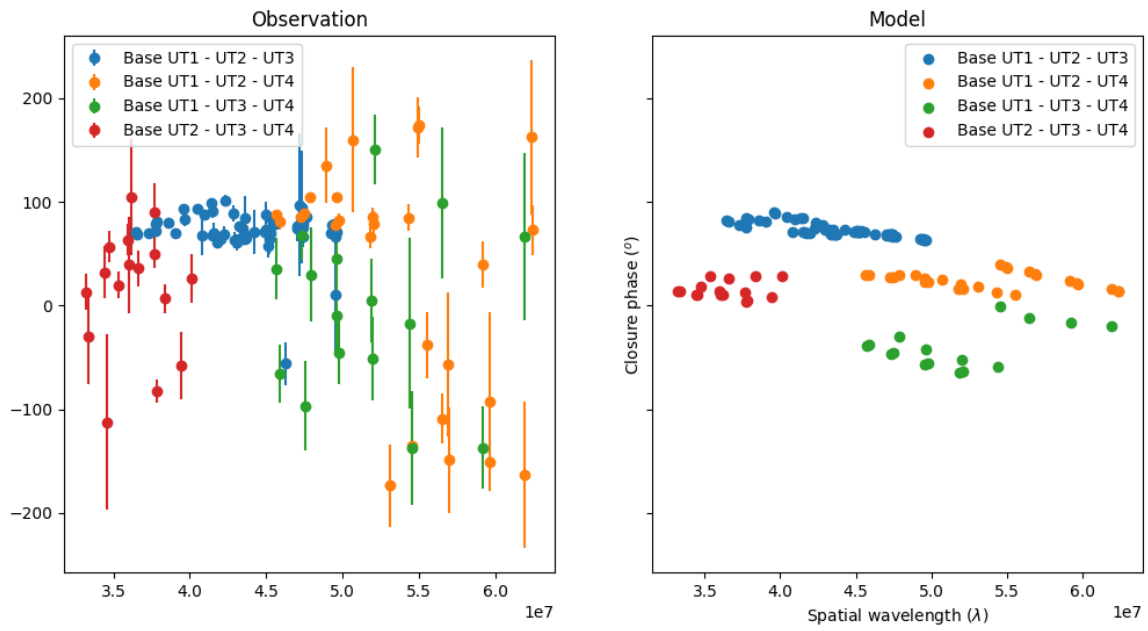 Observation
Model
Base UT1 - UT2 - UT3
Base UT1 - UT2 - UT4
Base UT1 - UT3 - UT4
Base UT2 - UT3 - UT4
Base UT1 - UT2 - UT3
Base UT1 - UT2 - UT4
Base UT1 - UT3 - UT4
Base UT2 - UT3 - UT4
200
100
0
−100
−200
Closure phase (°)
3.5 4.0 4.5 5.0 5.5 6.0
1e7
3.5 4.0 4.5 5.0 5.5 6.0
1e7
Spatial wavelength (λ)